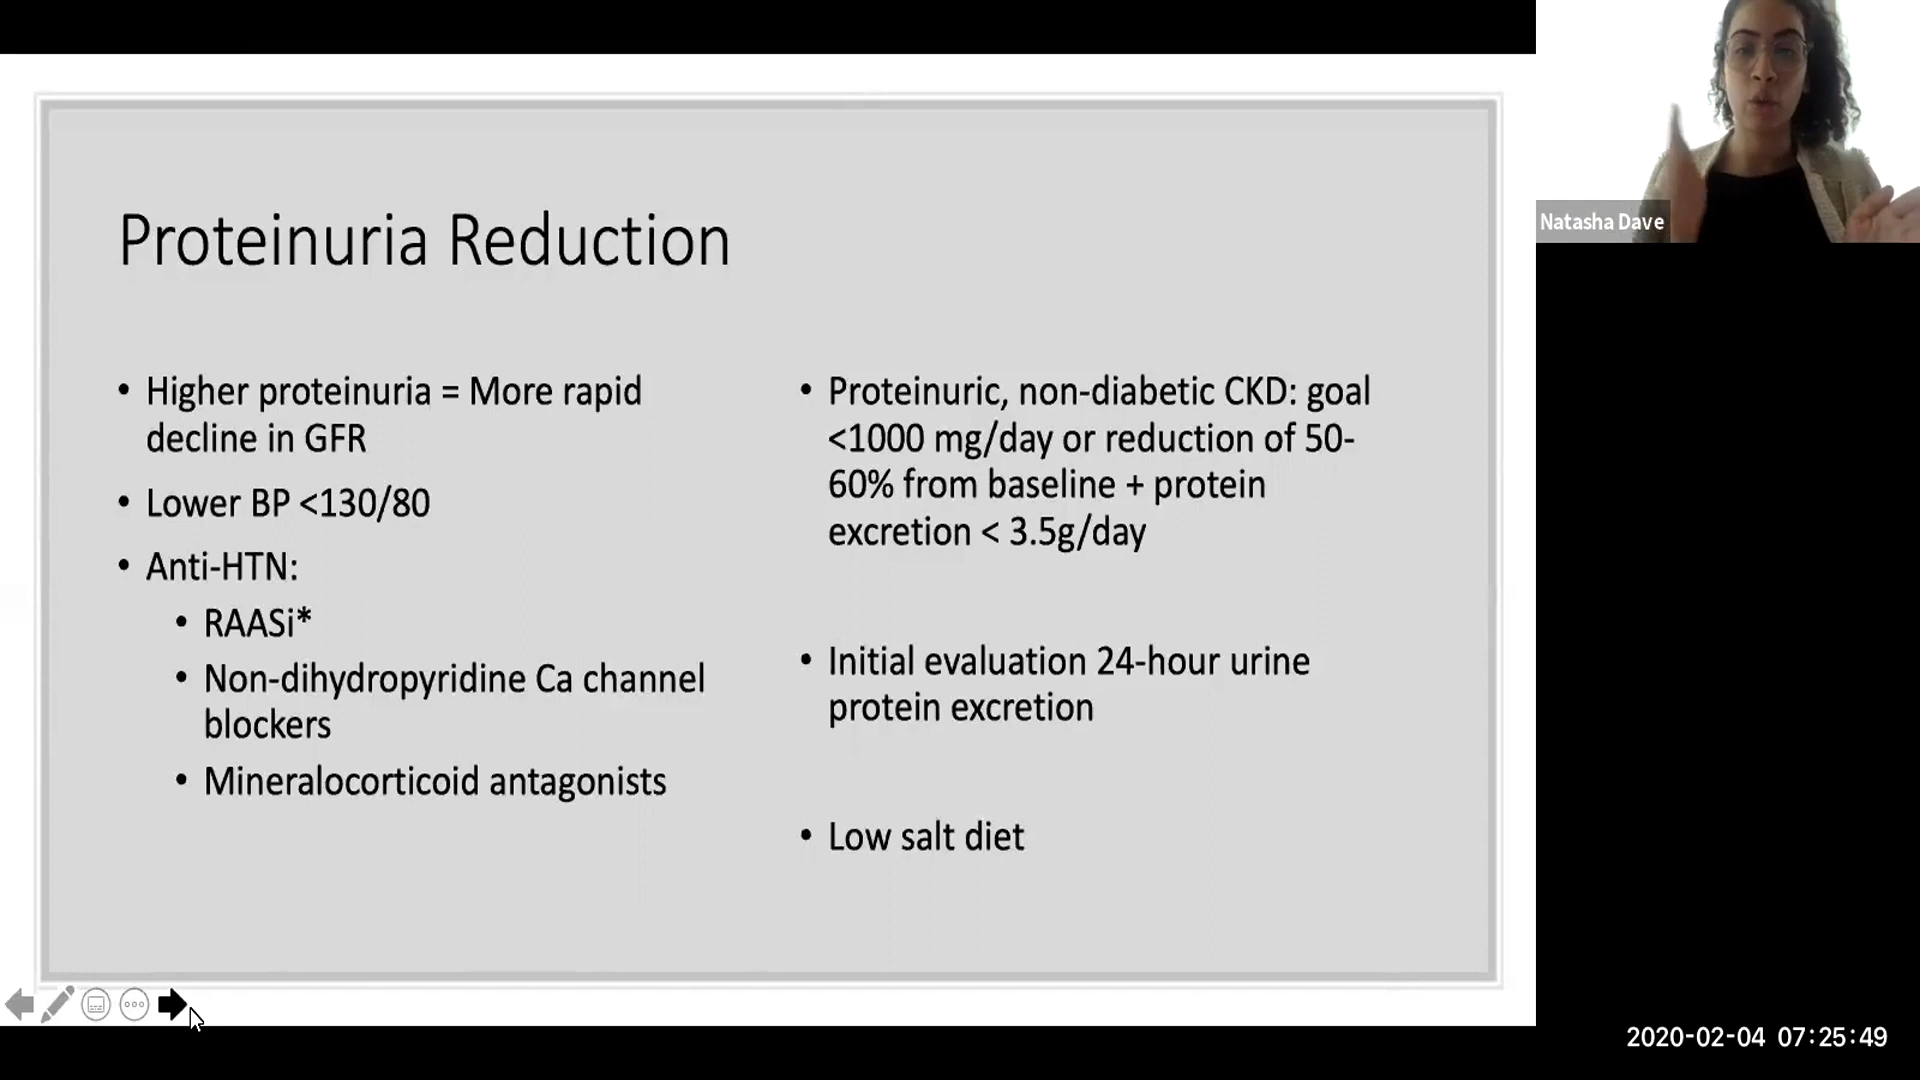 Proteinuria Reduction
• Higher proteinuria = More rapid
decline in GFR
• Lower BP <130/80
• Anti-HTN:
• RAASi*
• Non-dihydropyridine Ca channel
blockers
• Mineralocorticoid antagonists
• Proteinuric, non-diabetic CKD: goal
<1000 mg/day or reduction of 50-
60% from baseline + protein
excretion < 3.5g/day
• Initial evaluation 24-hour urine
protein excretion
• Low salt diet
Natasha Dave
2020-02-04 07:25:49